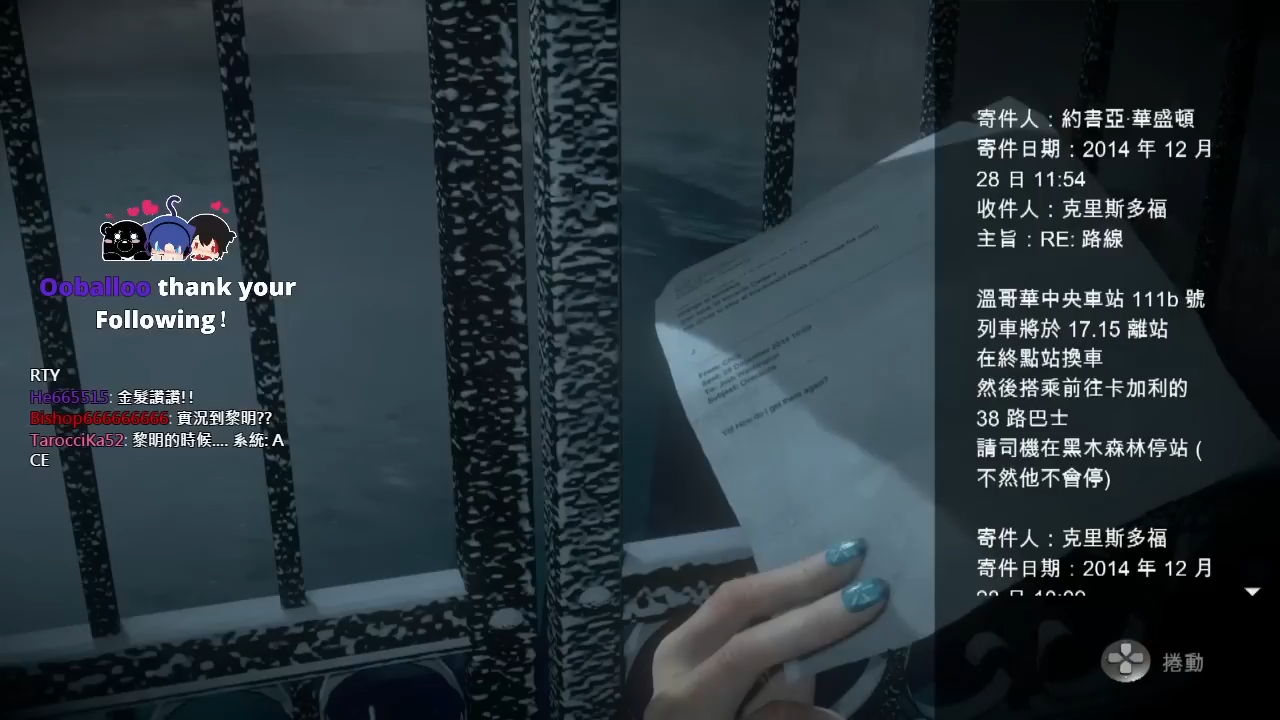 Ooballoo thank your
Following！
RTY
He665515: 金髮讚讚!!
Bishop666666666: 實況到黎明??
TarocciKa52: 黎明的時候.... 系統: A
CE
寄件人：約書亞·華盛頓
寄件日期：2014 年 12 月
28 日 11:54
收件人：克里斯多福
主旨：RE: 路線
溫哥華中央車站 111b 號
列車將於 17.15 離站
在終點站換車
然後搭乘前往卡加利的
38 路巴士
請司機在黑木森林停站 (
不然他不會停)
寄件人：克里斯多福
寄件日期：2014 年 12 月
捲動